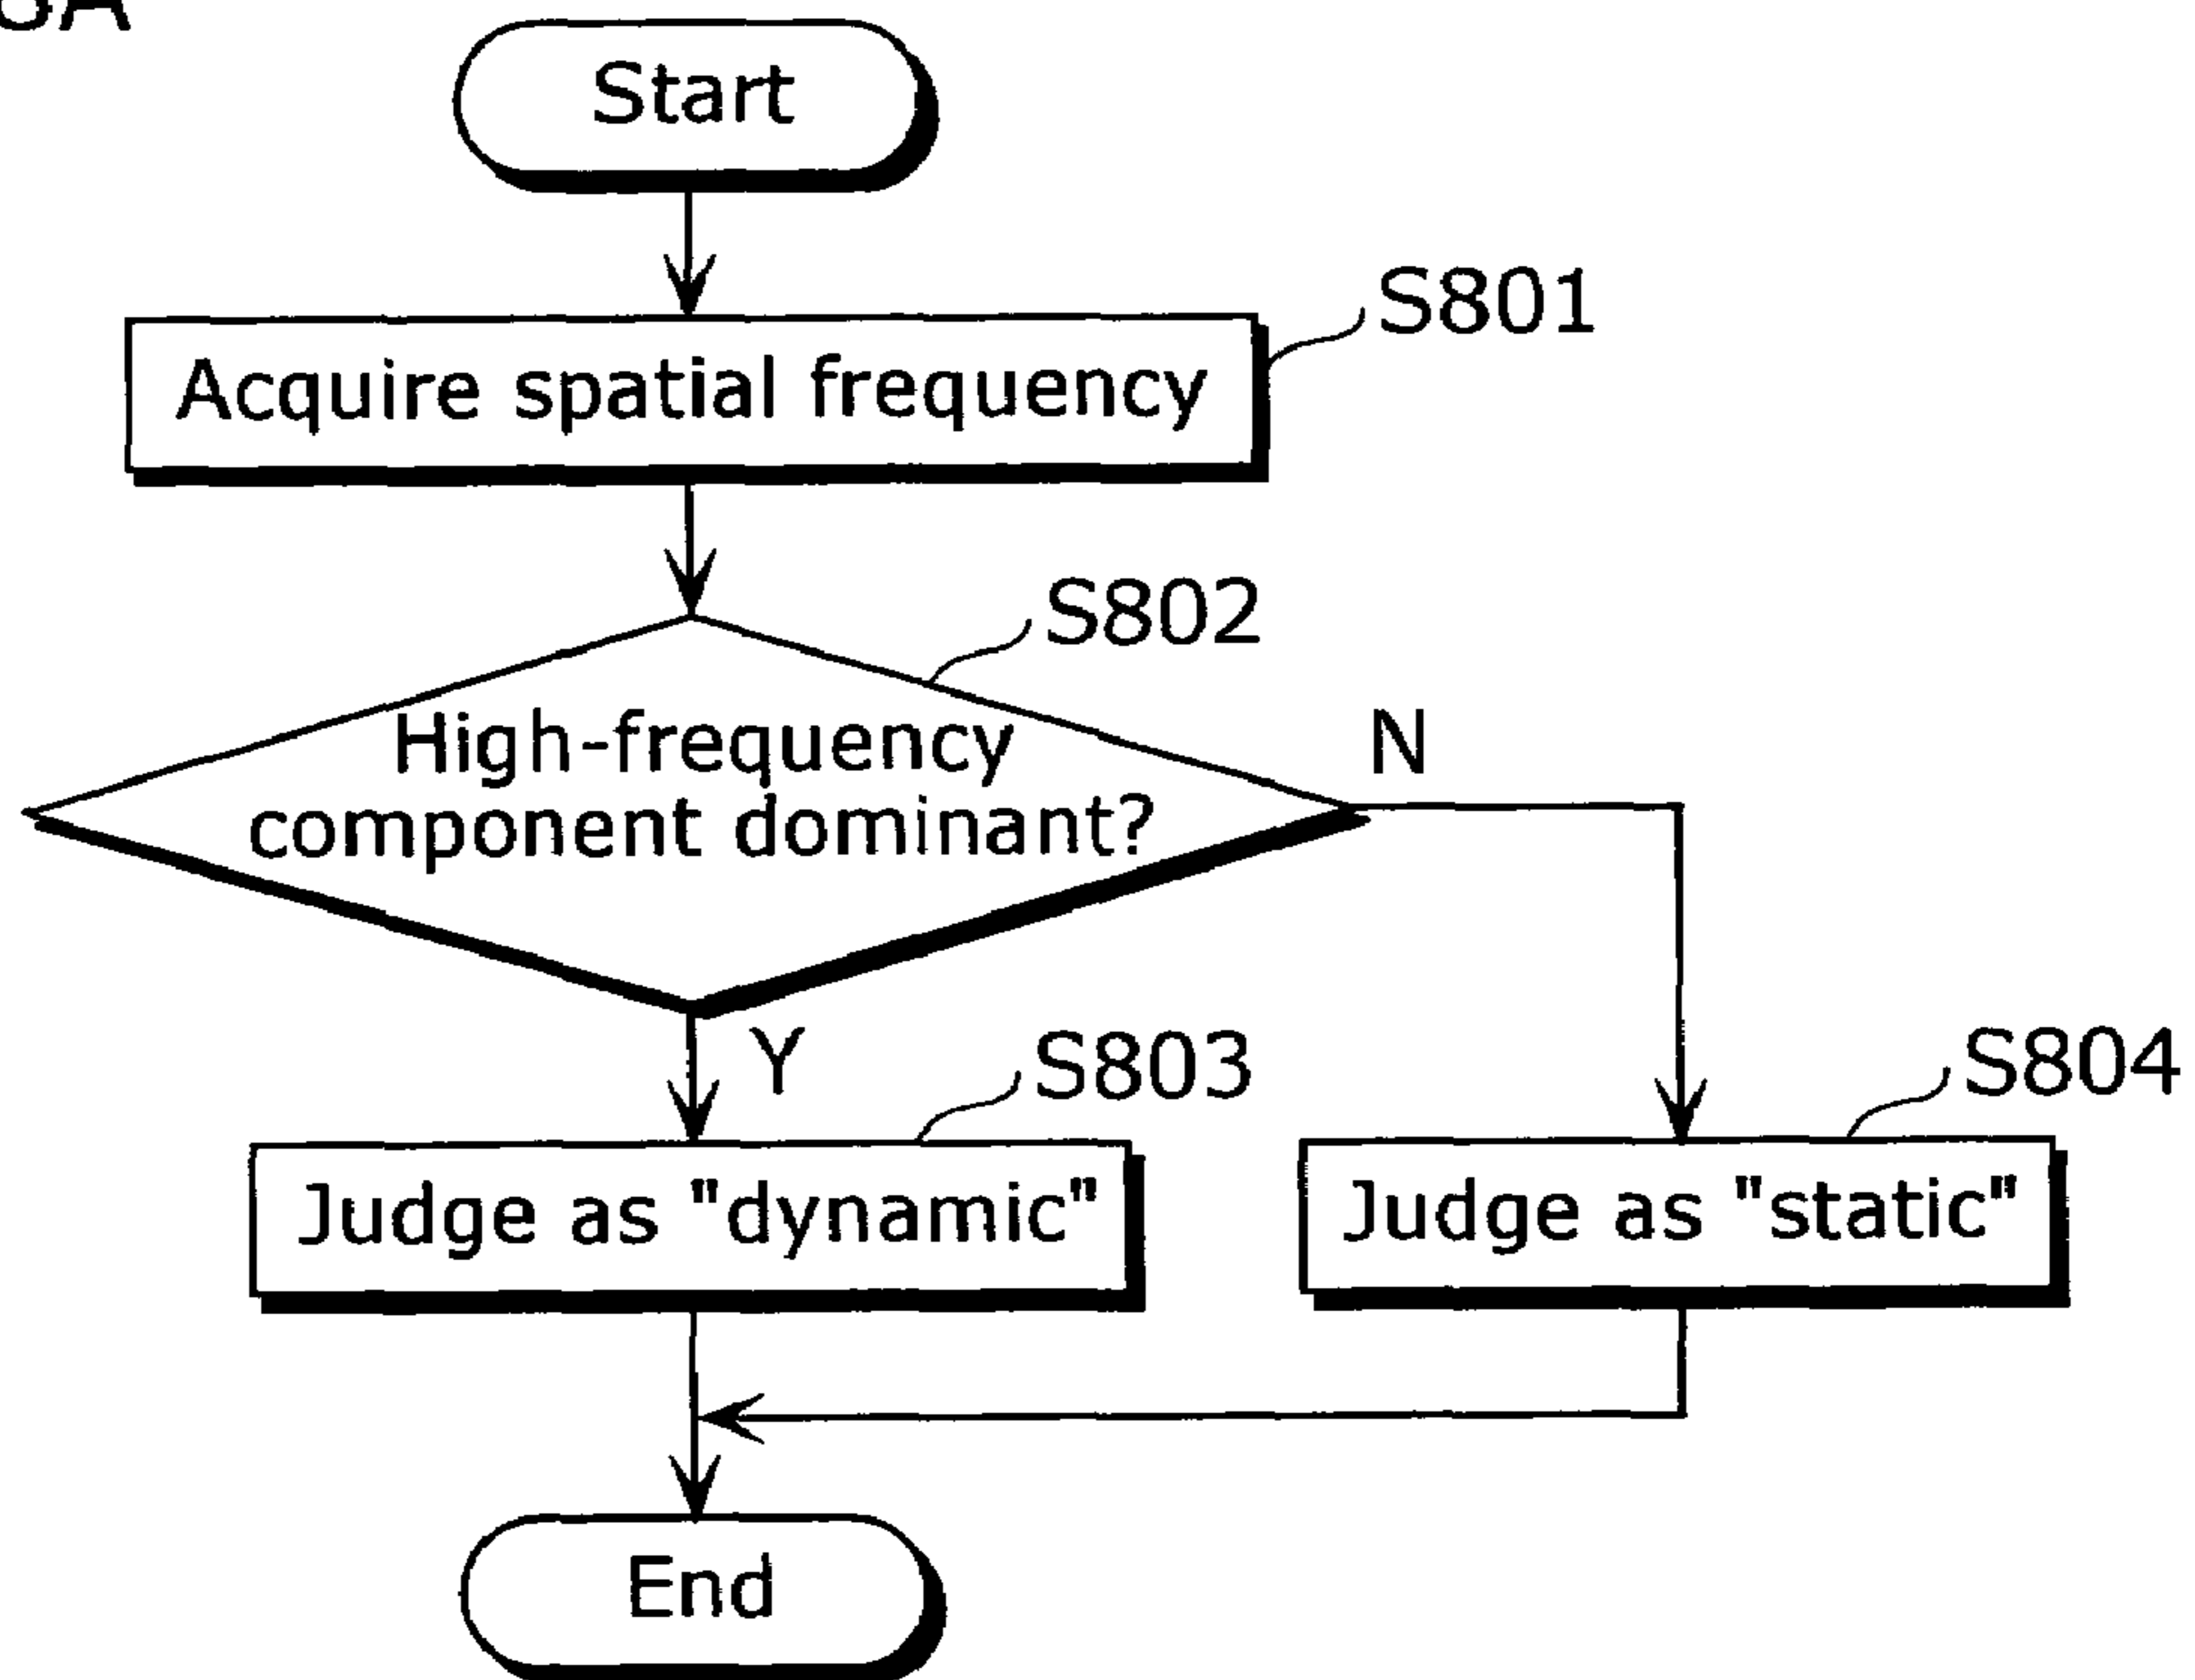 Start
S801
Acquire spatial frequency
S802
High-frequency
component dominant?
N
Y
S803
S804
Judge as "dynamic"
Judge as "static"
End